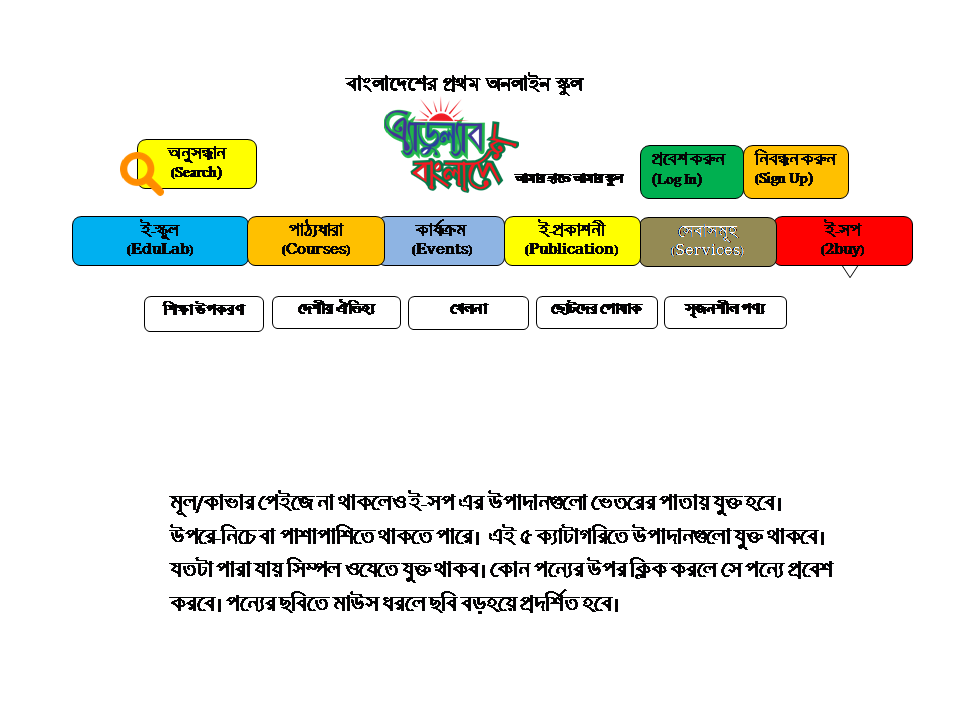 বাংলাদেশের প্রথম অনলাইন স্কুল
এ্যাডুল্যাব
বাংলাদেশ
অনুসন্ধান
(Search)
আমার হাতে আমার স্কুল
প্রবেশ করুন
(Log In)
নিবন্ধন করুন
(Sign Up)
ই-স্কুল
(EduLab)
পাঠ্যধারা
(Courses)
কার্যক্রম
(Events)
ই-প্রকাশনী
(Publication)
সেবাসমূহ
(Services)
ই-সপ
(2buy)
শিক্ষা উপকরণ
দেশীয় ঐতিহ্য
খেলনা
ছোটদের পোষাক
সৃজনশীল পণ্য
মূল/কাভার পেইজে না থাকলেও ই-সপ এর উপাদানগুলো ভেতরের পাতায় যুক্ত হবে।
উপরে-নিচে বা পাশাপাশিতে থাকতে পারে। এই ৫ ক্যাটাগরিতে উপাদানগুলো যুক্ত থাকবে।
যতটা পারা যায় সিম্পল ওযেতে যুক্ত থাকব। কোন পন্যের উপর ক্লিক করলে সে পন্যে প্রবেশ
করবে। পন্যের ছবিতে মাউস ধরলে ছবি বড়হয়ে প্রদর্শিত হবে।